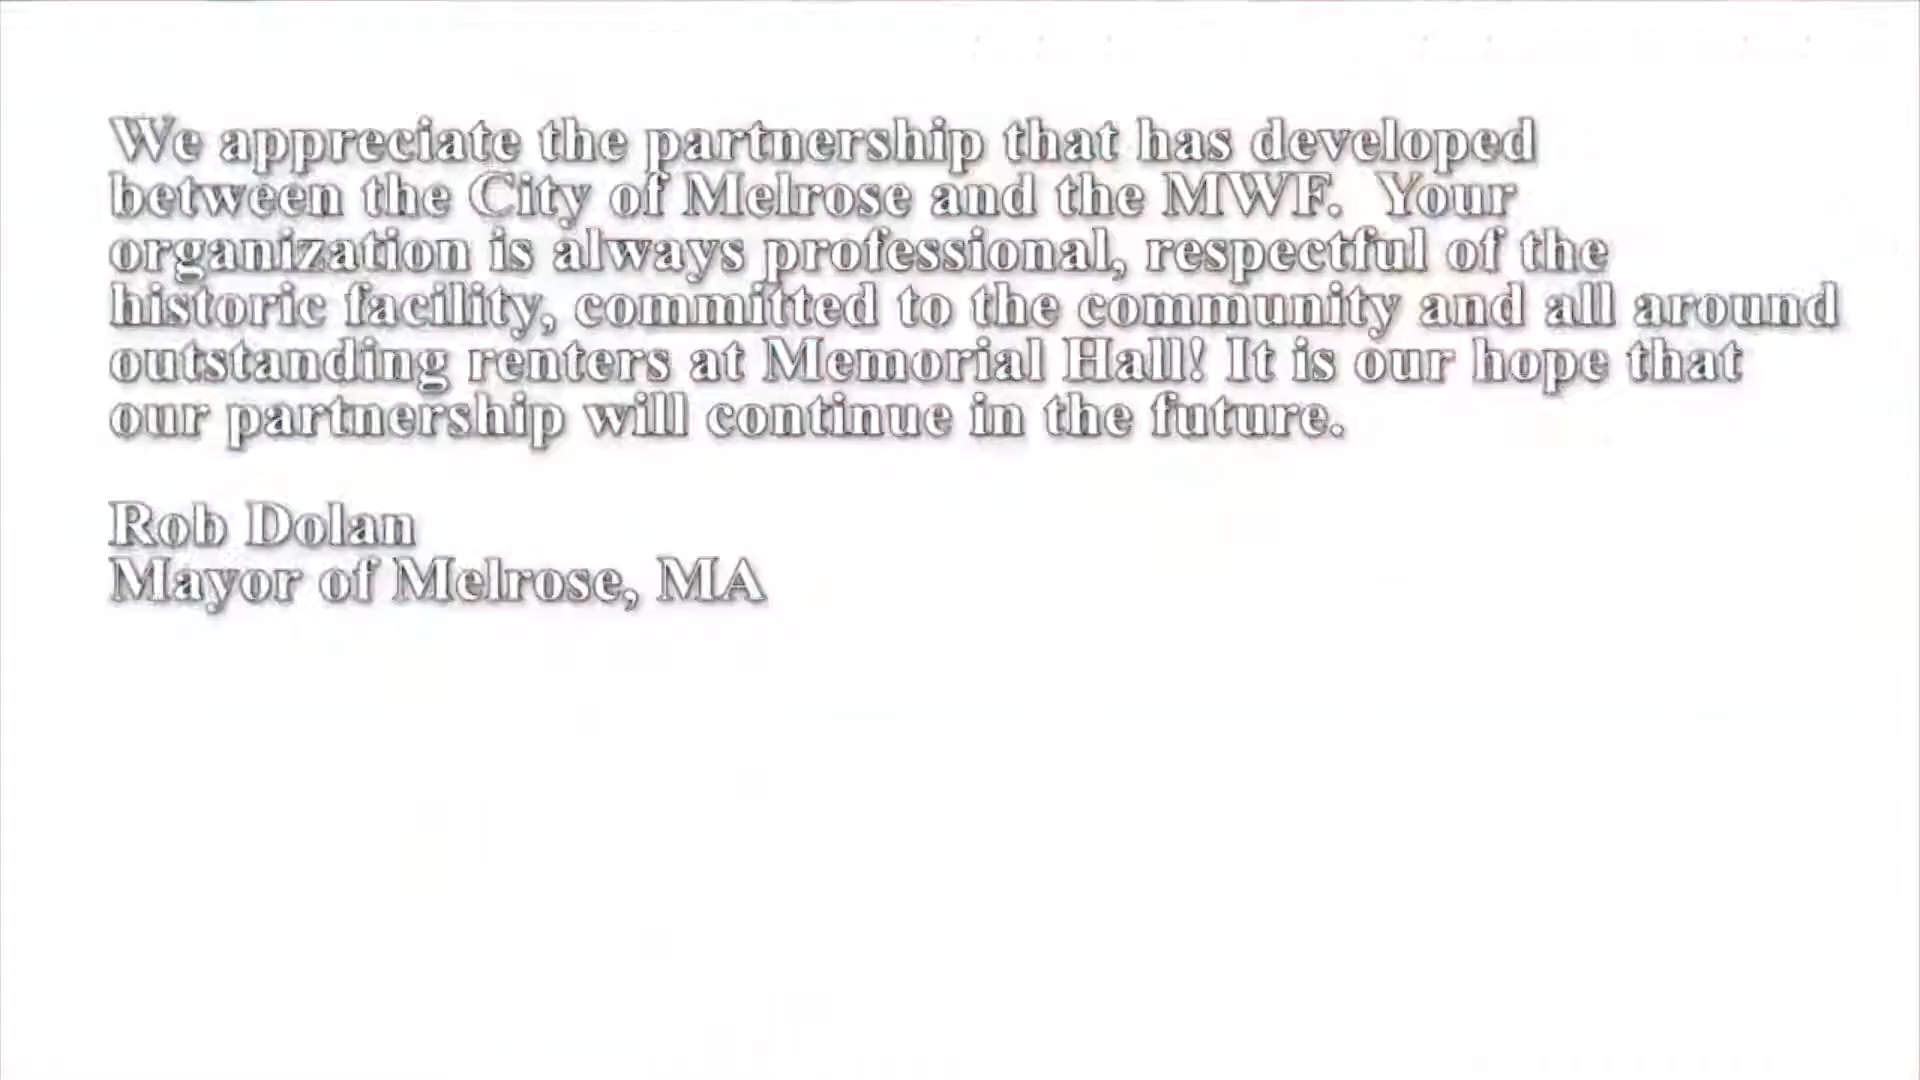 We appreciate the partnership that has developed
between the City of Melrose and the MWF.  Your
organization is always professional, respectful of the
historic facility, committed to the community and all around
outstanding renters at Memorial Hall! It is our hope that
our partnership will continue in the future.
Rob Dolan
Mayor of Melrose, MA